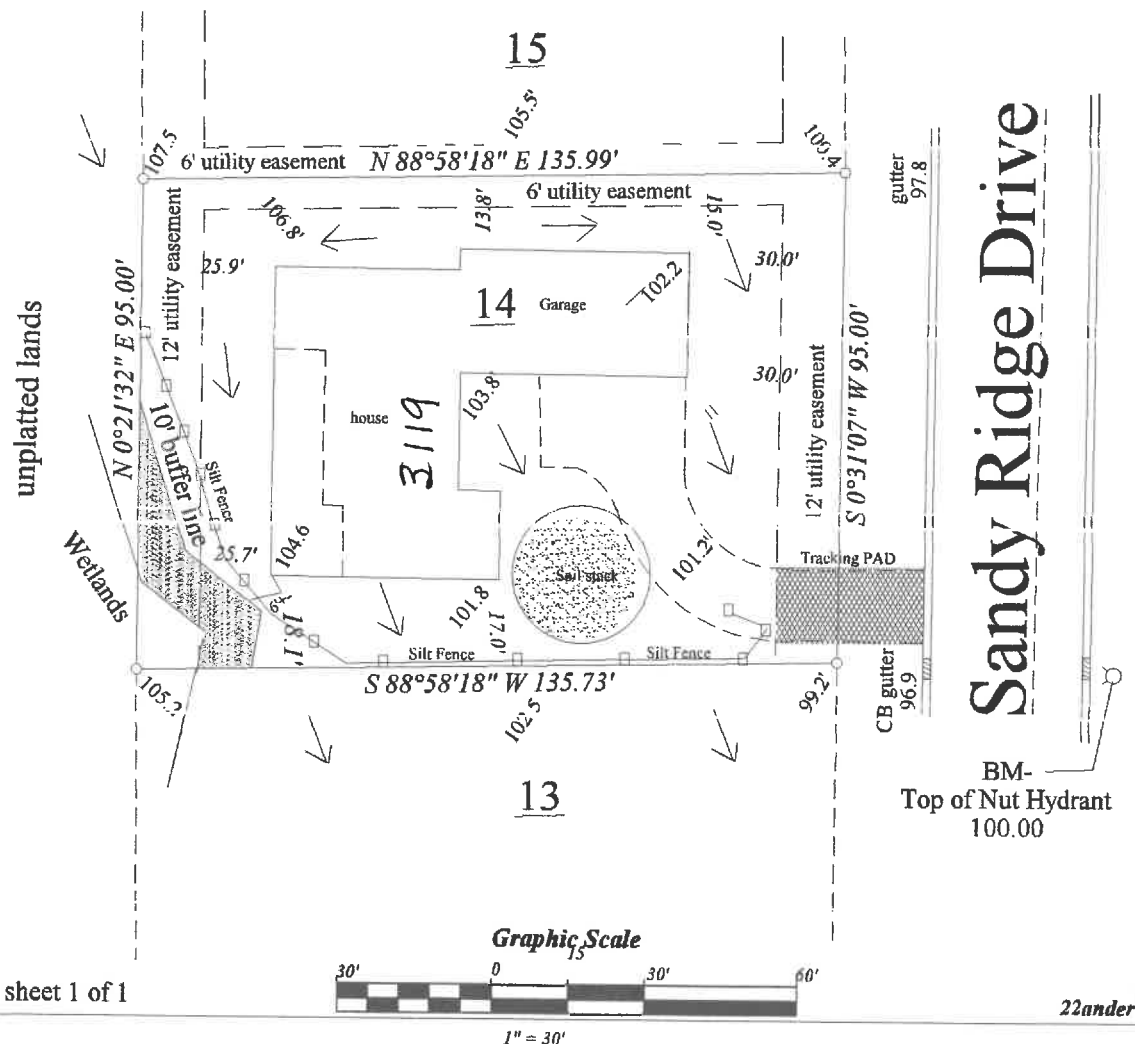 15
105.5'
107.5
6' utility easement
N 88°58'18" E 135.99'
100.4
6' utility easement
gutter
97.8
Sandy Ridge Drive
12' utility easement
106.8'
13.8'
15.0'
25.9'
30.0'
102.2
14
Garage
N 0°21'32" E 95.00'
unplatted lands
S 0°31'07" W 95.00'
12' utility easement
30.0'
103.8'
house
3119
10' buffer line
Silt Fence
Wetlands
25.7'
104.6
Soil stack
101.2'
Tracking PAD
101.8
17.0'
Silt Fence
Silt Fence
S 88°58'18" W 135.73'
105.2
102.5
99.2'
CB gutter
96.9
13
BM-
Top of Nut Hydrant
100.00
Graphic Scale
15
30'
0
30'
60'
sheet 1 of 1
22ander
1" = 30'